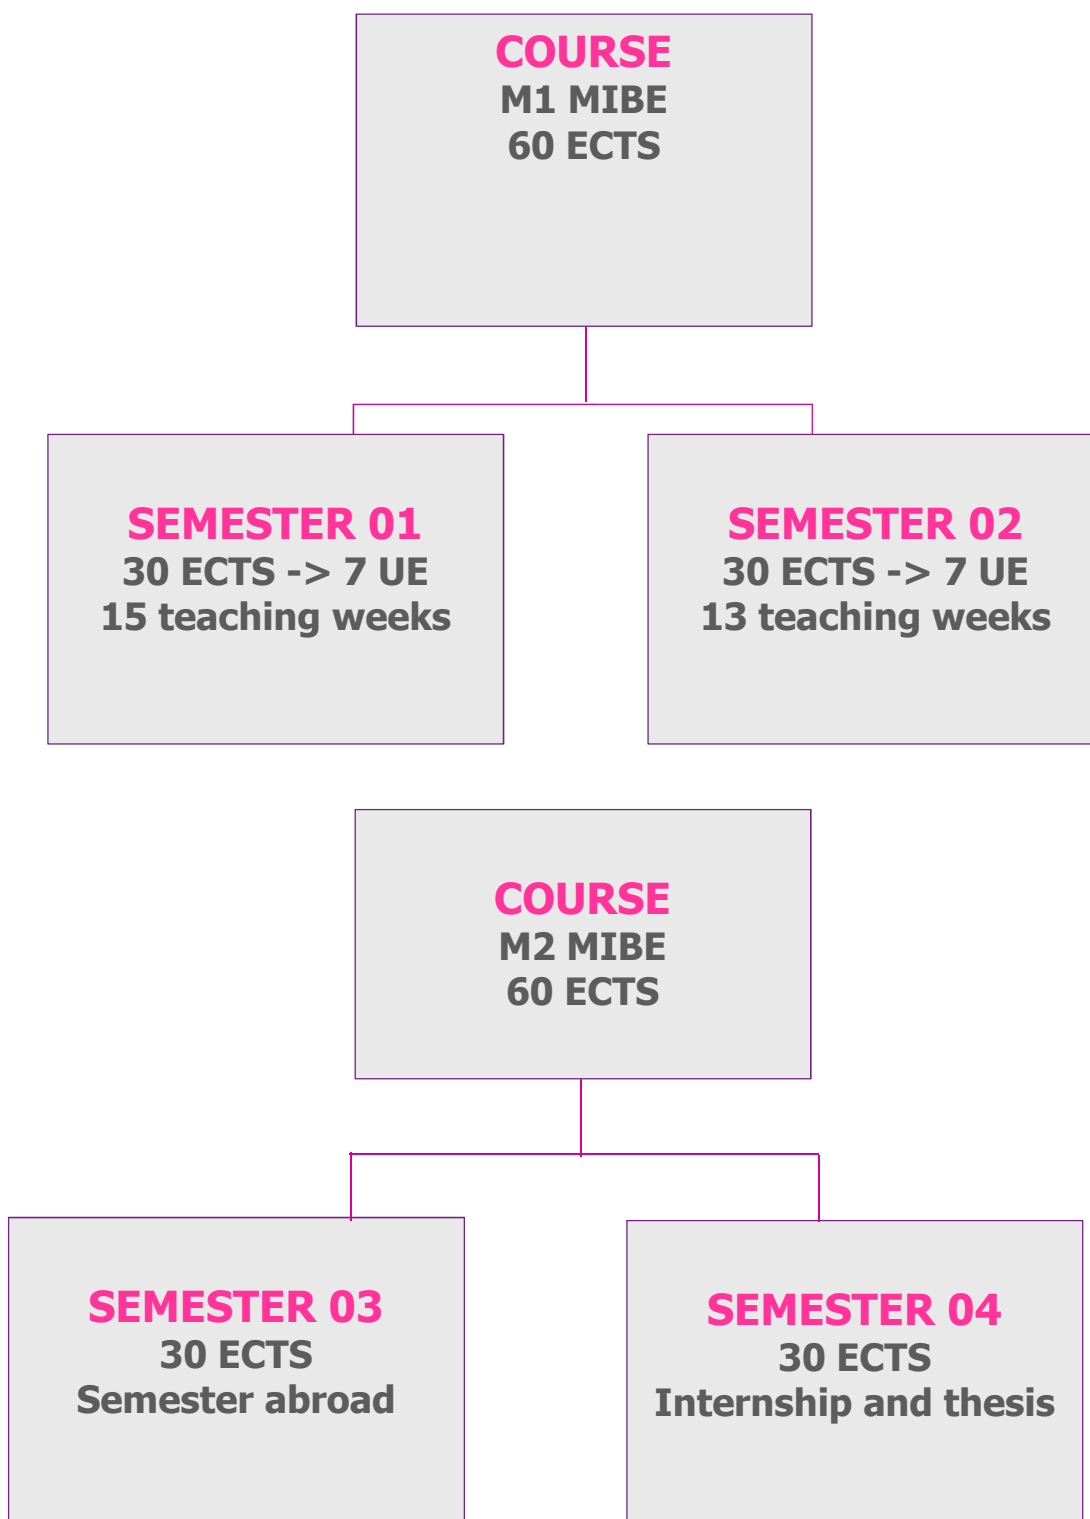 COURSE
M1 MIBE
60 ECTS
SEMESTER 01
30 ECTS -> 7 UE
15 teaching weeks
SEMESTER 02
30 ECTS -> 7 UE
13 teaching weeks
COURSE
M2 MIBE
60 ECTS
SEMESTER 03
30 ECTS
Semester abroad
SEMESTER 04
30 ECTS
Internship and thesis